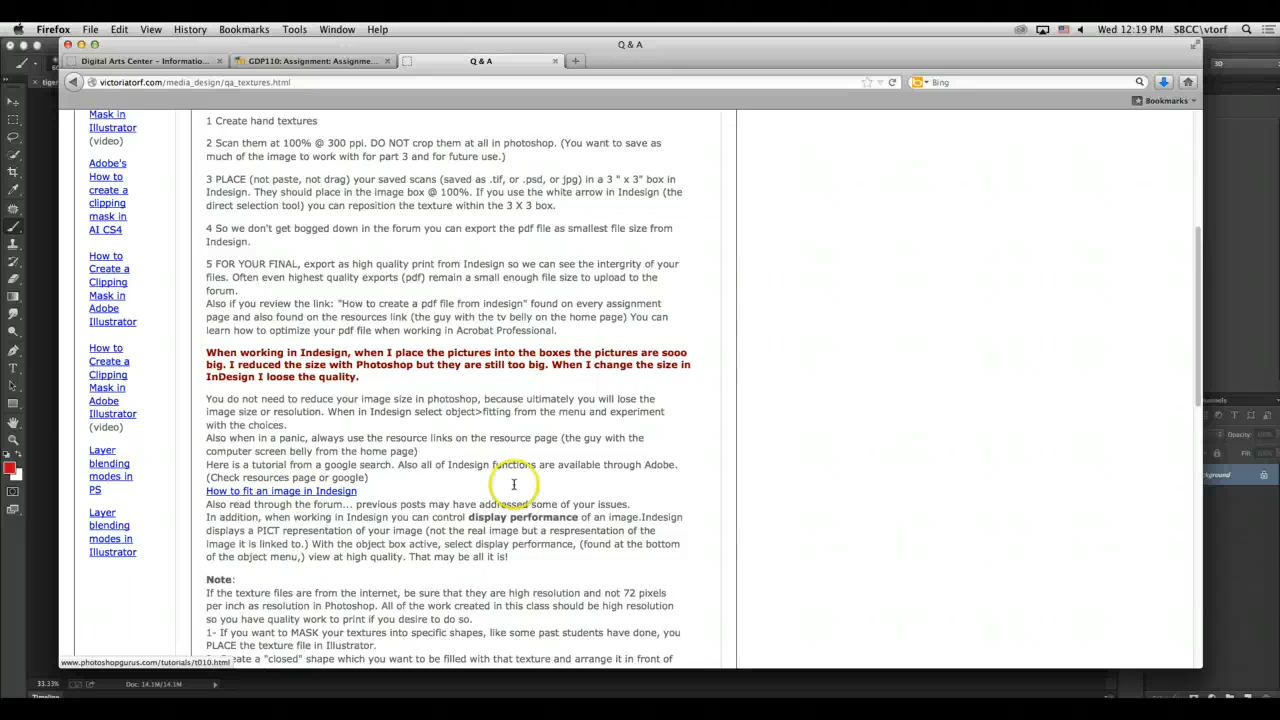 Firefox File Edit View History Bookmarks Tools Window Help
Wed 12:19 PM SBCC\vtorf
Q & A
Digital Arts Center – Informatio...
GDP110: Assignment: Assignme...
Q & A
victoriatorf.com/media_design/qa_textures.html
Bing
Bookmarks
Mask in
Illustrator
(video)
Adobe's
How to
create a
clipping
mask in
AI CS4
How to
Create a
Clipping
Mask in
Adobe
Illustrator
How to
Create a
Clipping
Mask in
Adobe
Illustrator
(video)
Layer
blending
modes in
PS
Layer
blending
modes in
Illustrator
1 Create hand textures
2 Scan them at 100% @ 300 ppi. DO NOT crop them at all in photoshop. (You want to save as
much of the image to work with for part 3 and for future use.)
3 PLACE (not paste, not drag) your saved scans (saved as .tif, or .psd, or jpg) in a 3 " x 3" box in
Indesign. They should place in the image box @ 100%. If you use the white arrow in Indesign (the
direct selection tool) you can reposition the texture within the 3 X 3 box.
4 So we don't get bogged down in the forum you can export the pdf file as smallest file size from
Indesign.
5 FOR YOUR FINAL, export as high quality print from Indesign so we can see the intergrity of your
files. Often even highest quality exports (pdf) remain a small enough file size to upload to the
forum.
Also if you review the link: "How to create a pdf file from indesign" found on every assignment
page and also found on the resources link (the guy with the tv belly on the home page) You can
learn how to optimize your pdf file when working in Acrobat Professional.
When working in Indesign, when I place the pictures into the boxes the pictures are sooo
big. I reduced the size with Photoshop but they are still too big. When I change the size in
InDesign I loose the quality.
You do not need to reduce your image size in photoshop, because ultimately you will lose the
image size or resolution. When in Indesign select object>fitting from the menu and experiment
with the choices.
Also when in a panic, always use the resource links on the resource page (the guy with the
computer screen belly from the home page)
Here is a tutorial from a google search. Also all of Indesign functions are available through Adobe.
(Check resources page or google)
How to fit an image in Indesign
Also read through the forum... previous posts may have addressed some of your issues.
In addition, when working in Indesign you can control display performance of an image.Indesign
displays a PICT representation of your image (not the real image but a respresentation of the
image it is linked to.) With the object box active, select display performance, (found at the bottom
of the object menu,) view at high quality. That may be all it is!
Note:
If the texture files are from the internet, be sure that they are high resolution and not 72 pixels
per inch as resolution in Photoshop. All of the work created in this class should be high resolution
so you have quality work to print if you desire to do so.
1- If you want to MASK your textures into specific shapes, like some past students have done, you
PLACE the texture file in Illustrator.
Create a "closed" shape which you want to be filled with that texture and arrange it in front of
www.photoshopgurus.com/tutorials/t010.html
33.33% Doc: 14.1M/14.1M
Timeline
3D
Opacity:
Fill: